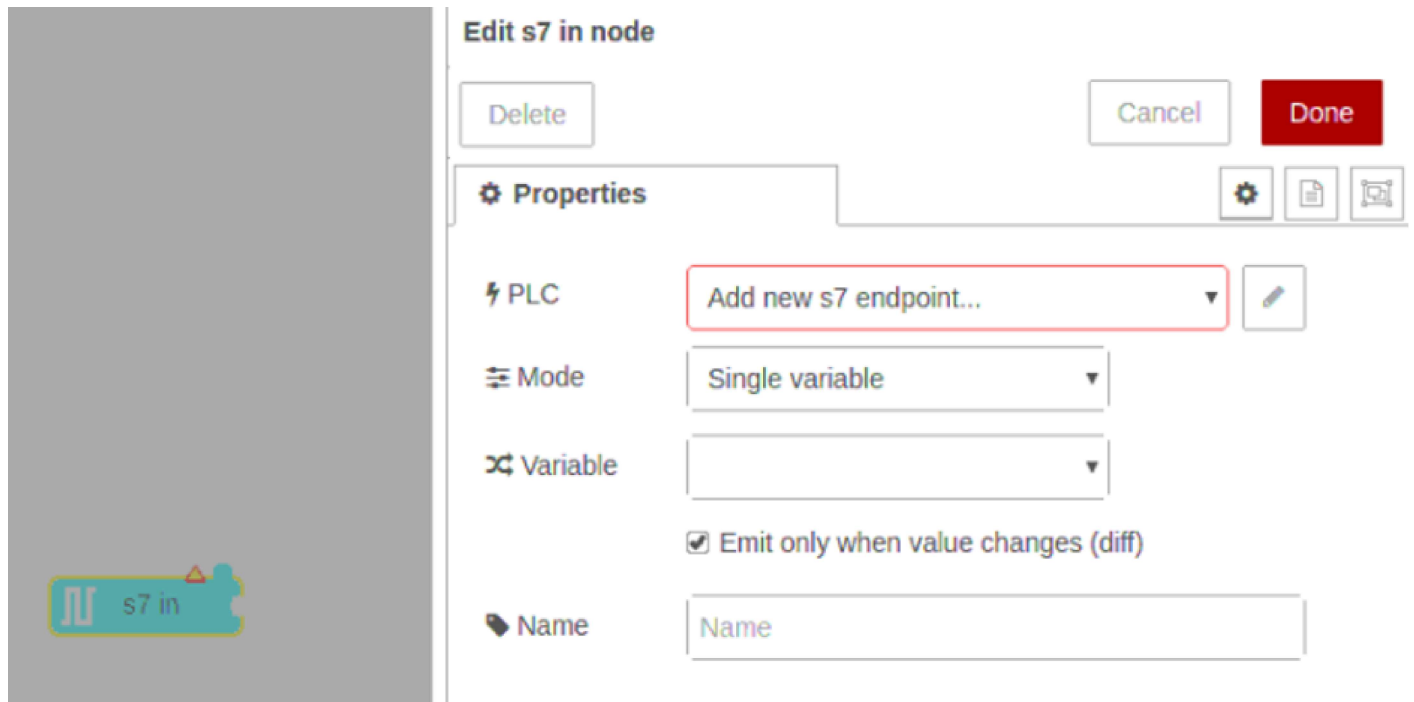 Edit s7 in node
Delete
Cancel
Done
Properties
PLC
Add new s7 endpoint...
Mode
Single variable
Variable
Emit only when value changes (diff)
s7 in
Name
Name